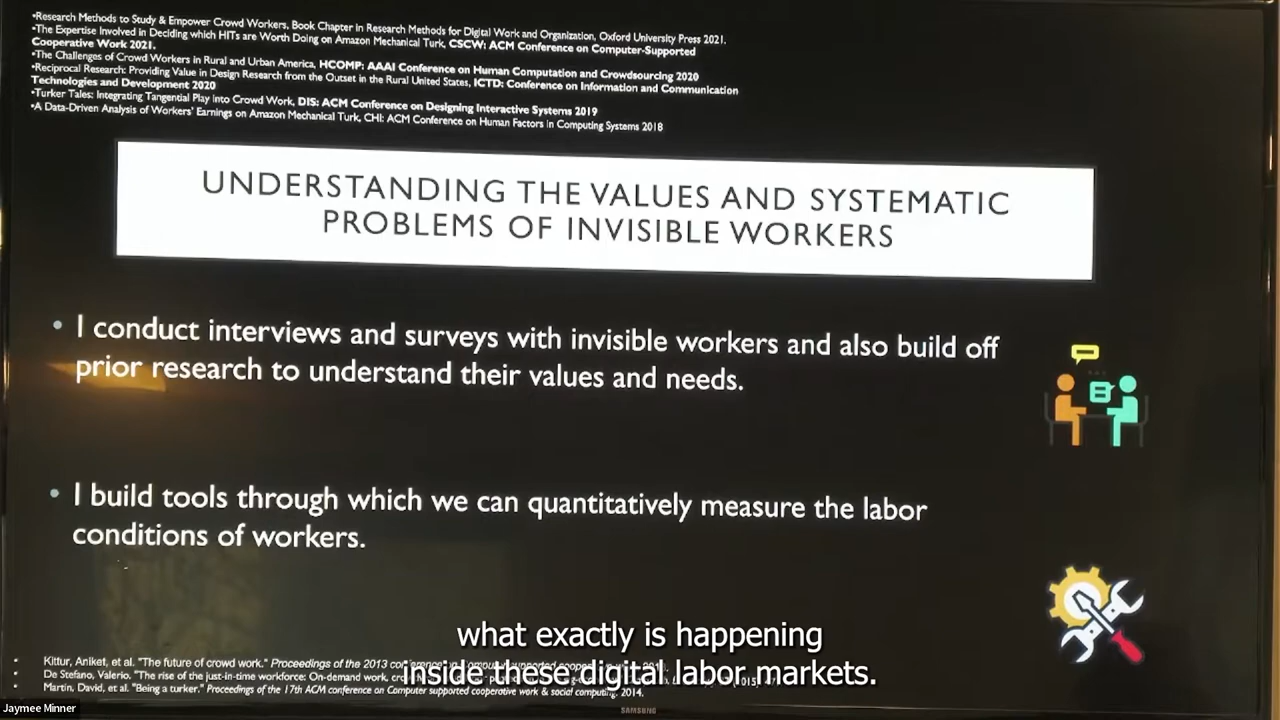 •Research Methods to Study & Empower Crowd Workers, Book Chapter in Research Methods for Digital Work and Organization, Oxford University Press 2021.
•The Expertise Involved in Deciding which HITs are Worth Doing on Amazon Mechanical Turk, CSCW: ACM Conference on Computer-Supported
Cooperative Work 2021.
•The Challenges of Crowd Workers in Rural and Urban America, HCOMP: AAAI Conference on Human Computation and Crowdsourcing 2020
•Reciprocal Research: Providing Value in Design Research from the Outset in the Rural United States, ICTD: Conference on Information and Communication
Technologies and Development 2020
•Turker Tales: Integrating Tangential Play into Crowd Work, DIS: ACM Conference on Designing Interactive Systems 2019
•A Data-Driven Analysis of Workers' Earnings on Amazon Mechanical Turk, CHI: ACM Conference on Human Factors in Computing Systems 2018
UNDERSTANDING THE VALUES AND SYSTEMATIC
PROBLEMS OF INVISIBLE WORKERS
• I conduct interviews and surveys with invisible workers and also build off
prior research to understand their values and needs.
• I build tools through which we can quantitatively measure the labor
conditions of workers.
what exactly is happening
inside these digital labor markets.
• Kittur, Aniket, et al. "The future of crowd work." Proceedings of the 2013
• De Stefano, Valerio. "The rise of the just-in-time workforce: On-demand work,
• Martin, David, et al. "Being a turker." Proceedings of the 17th ACM conference on Computer supported cooperative work & social computing. 2014.
SAMSUNG
Jaymee Minner